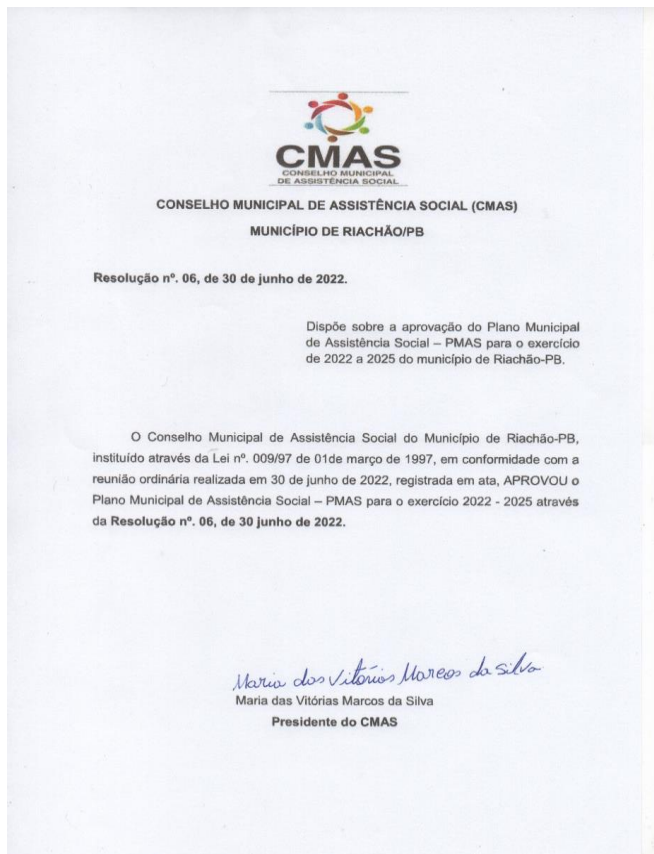 CMAS
CONSELHO MUNICIPAL
DE ASSISTÊNCIA SOCIAL
CONSELHO MUNICIPAL DE ASSISTÊNCIA SOCIAL (CMAS)
MUNICÍPIO DE RIACHÃO/PB
Resolução nº. 06, de 30 de junho de 2022.
Dispõe sobre a aprovação do Plano Municipal
de Assistência Social – PMAS para o exercício
de 2022 a 2025 do município de Riachão-PB.
O Conselho Municipal de Assistência Social do Município de Riachão-PB,
instituído através da Lei nº. 009/97 de 01de março de 1997, em conformidade com a
reunião ordinária realizada em 30 de junho de 2022, registrada em ata, APROVOU o
Plano Municipal de Assistência Social – PMAS para o exercício 2022 - 2025 através
da Resolução nº. 06, de 30 junho de 2022.
Maria das Vitórias Marcos da Silva
Maria das Vitórias Marcos da Silva
Presidente do CMAS